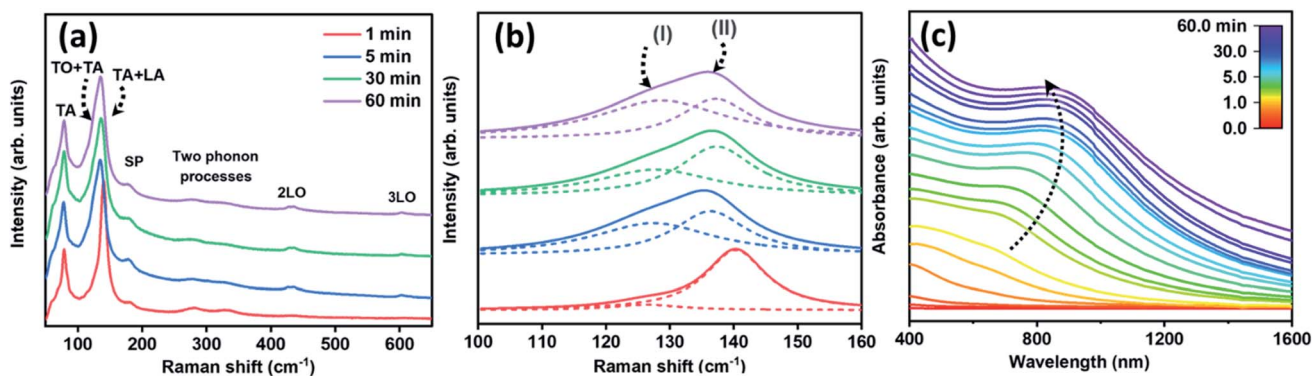 (a)
1 min
5 min
30 min
60 min
TO+TA
TA+LA
TA
SP
Two phonon
processes
2LO
3LO
Intensity (arb. units)
50 100 200 300 400 500 600
Raman shift (cm⁻¹)
(b)
(I)
(II)
Intensity (arb. units)
100 110 120 130 140 150 160
Raman shift (cm⁻¹)
(c)
60.0 min
30.0
5.0
1.0
0.0
Absorbance (arb. units)
400 800 1200 1600
Wavelength (nm)